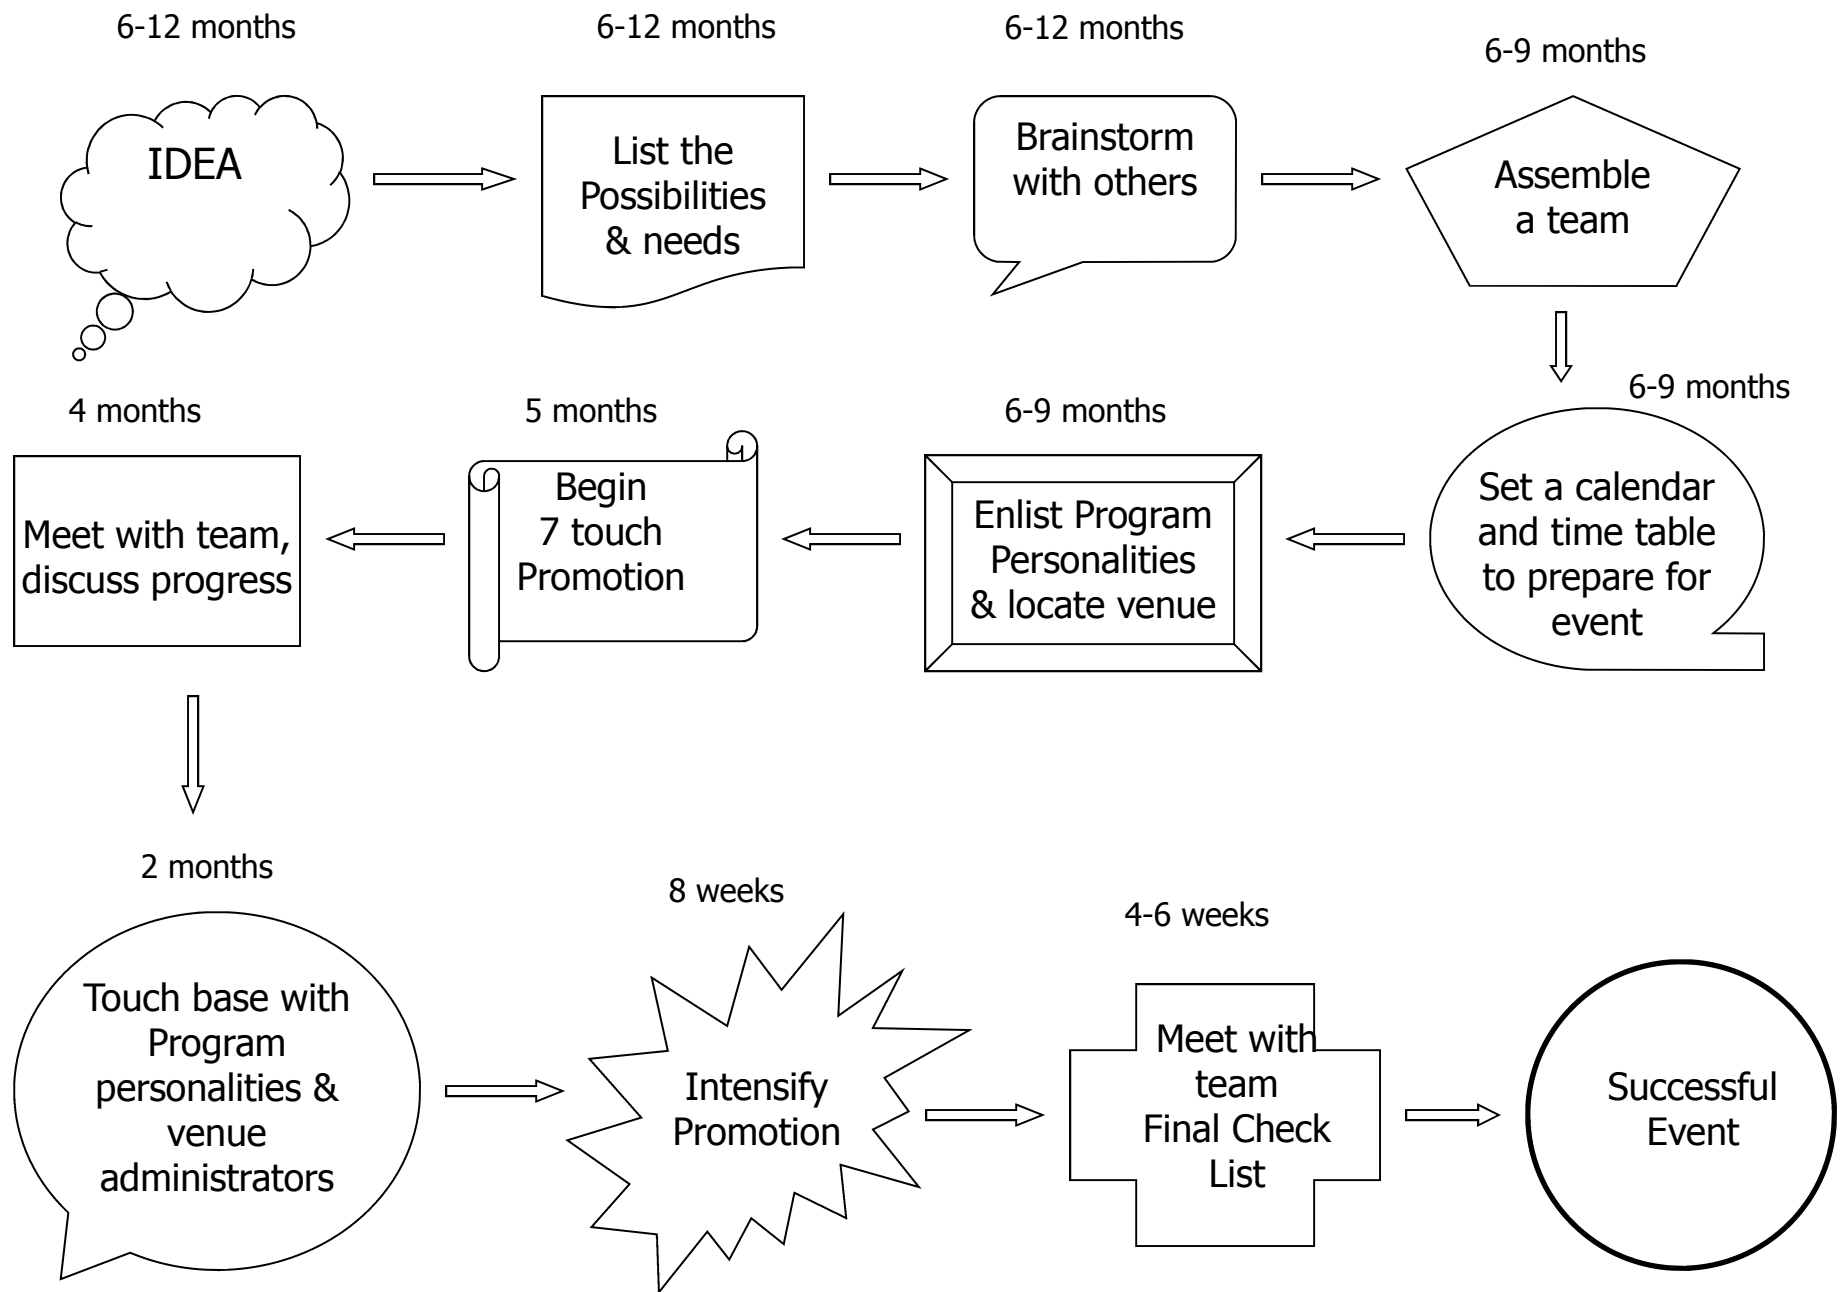 6-12 months
IDEA
6-12 months
List the
Possibilities
& needs
6-12 months
Brainstorm
with others
6-9 months
Assemble
a team
6-9 months
Set a calendar
and time table
to prepare for
event
6-9 months
Enlist Program
Personalities
& locate venue
5 months
Begin
7 touch
Promotion
4 months
Meet with team,
discuss progress
2 months
Touch base with
Program
personalities &
venue
administrators
8 weeks
Intensify
Promotion
4-6 weeks
Meet with
team
Final Check
List
Successful
Event